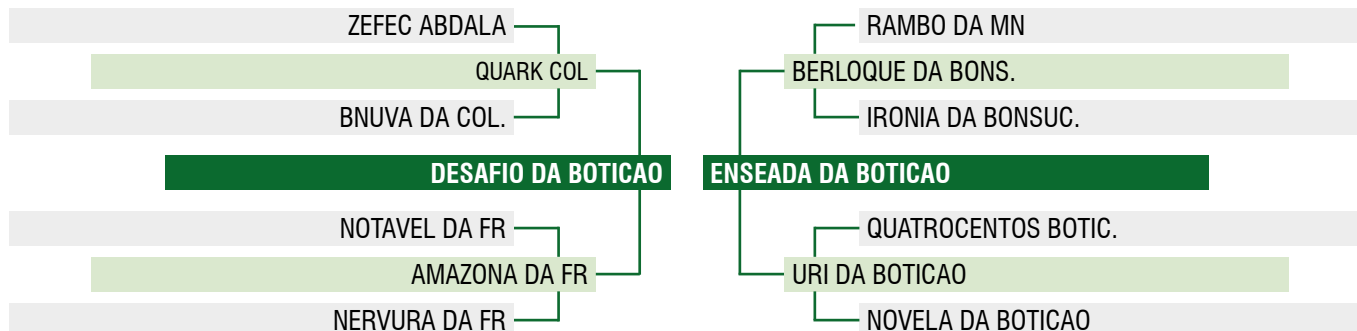 ZEFEC ABDALA
RAMBO DA MN
QUARK COL
BERLOQUE DA BONS.
BNUVA DA COL.
IRONIA DA BONSUC.
DESAFIO DA BOTICAO
ENSEADA DA BOTICAO
NOTAVEL DA FR
QUATROCENTOS BOTIC.
AMAZONA DA FR
URI DA BOTICAO
NERVURA DA FR
NOVELA DA BOTICAO